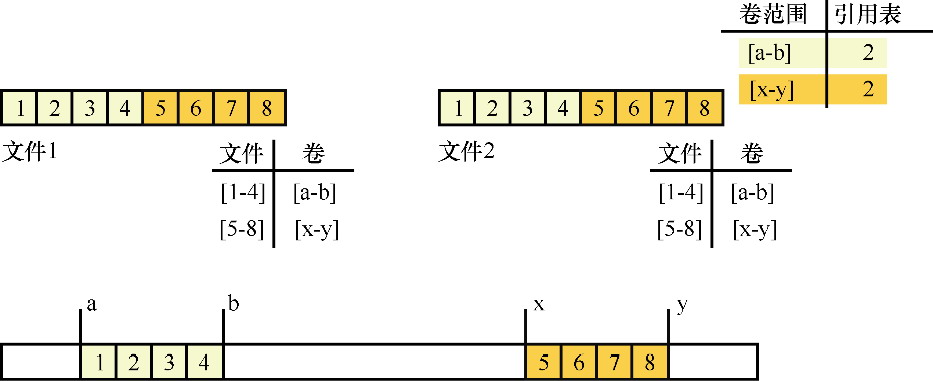 卷范围 引用表
[a-b] 2
[x-y] 2
1 2 3 4 5 6 7 8
1 2 3 4 5 6 7 8
文件1
文件2
文件 卷
[1-4] [a-b]
[5-8] [x-y]
文件 卷
[1-4] [a-b]
[5-8] [x-y]
a b x y
1 2 3 4 5 6 7 8